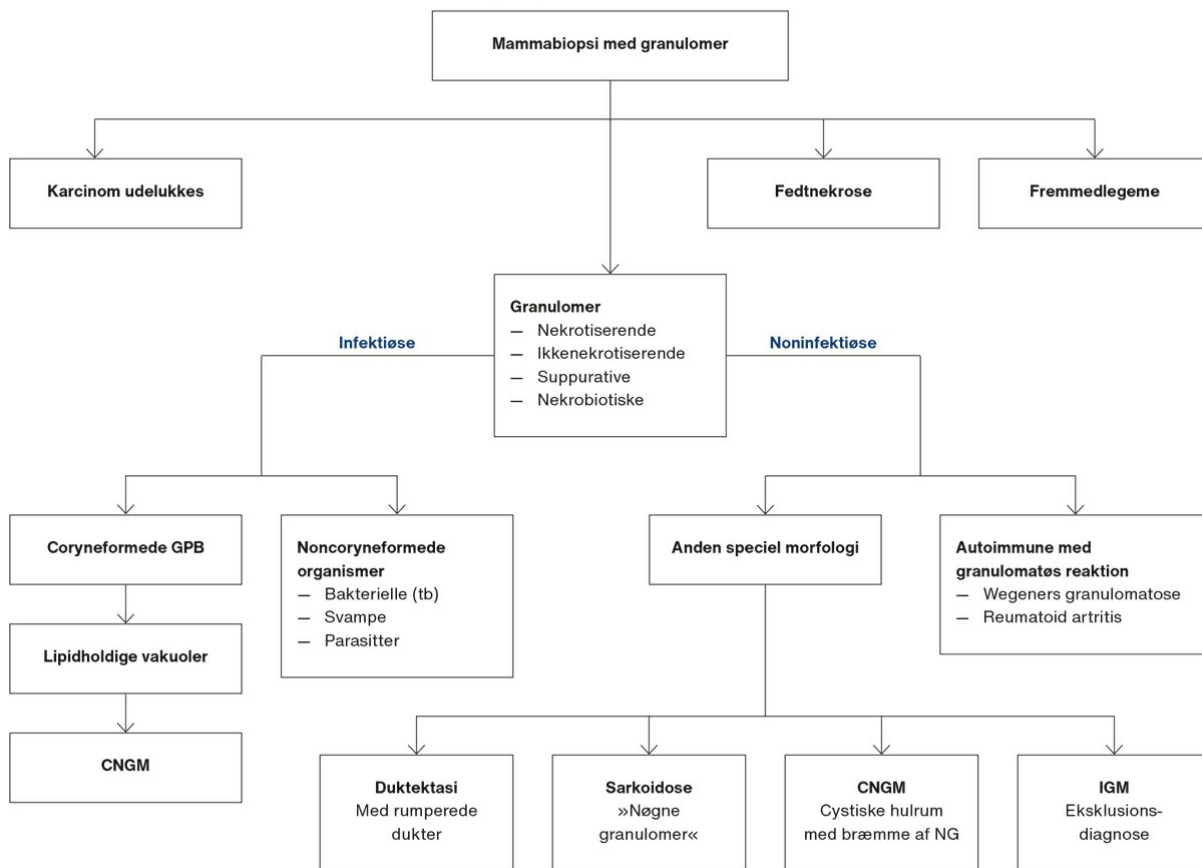 Mammabiopsi med granulomer
Karcinom udelukkes
Fedtnekrose
Fremmedlegeme
Granulomer
— Nekrotiserende
— Ikkenekrotiserende
— Suppurative
— Nekrobiotiske
Infektiøse
Noninfektiøse
Coryneformede GPB
Lipidholdige vakuoler
CNGM
Noncoryneformede
organismer
— Bakterielle (tb)
— Svampe
— Parasitter
Anden speciel morfologi
Autoimmune med
granulomatøs reaktion
— Wegeners granulomatose
— Reumatoid artritis
Duktektasi
Med rumperede
dukter
Sarkoidose
»Nøgne
granulomer«
CNGM
Cystiske hulrum
med bræmme af NG
IGM
Eksklusions-
diagnose